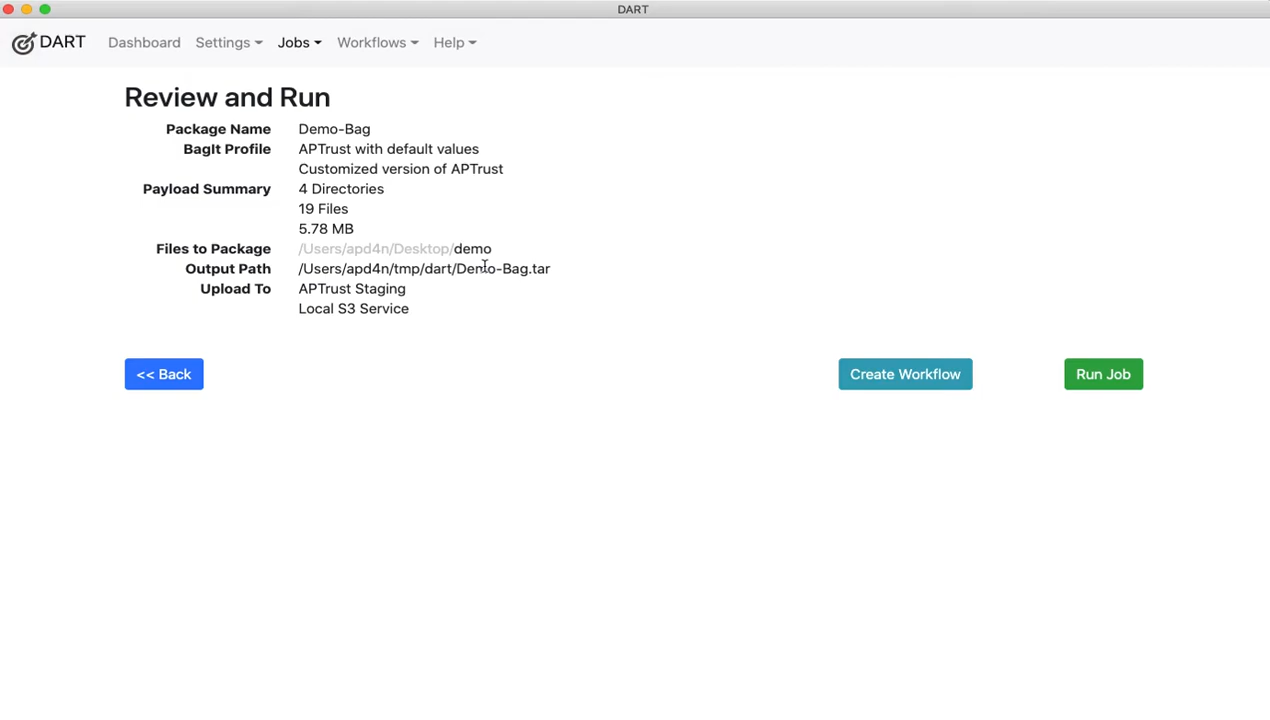 DART
DART Dashboard Settings Jobs Workflows Help
Review and Run
Package Name Demo-Bag
BagIt Profile APTrust with default values
Customized version of APTrust
Payload Summary 4 Directories
19 Files
5.78 MB
Files to Package /Users/apd4n/Desktop/demo
Output Path /Users/apd4n/tmp/dart/Demo-Bag.tar
Upload To APTrust Staging
Local S3 Service
<< Back Create Workflow Run Job